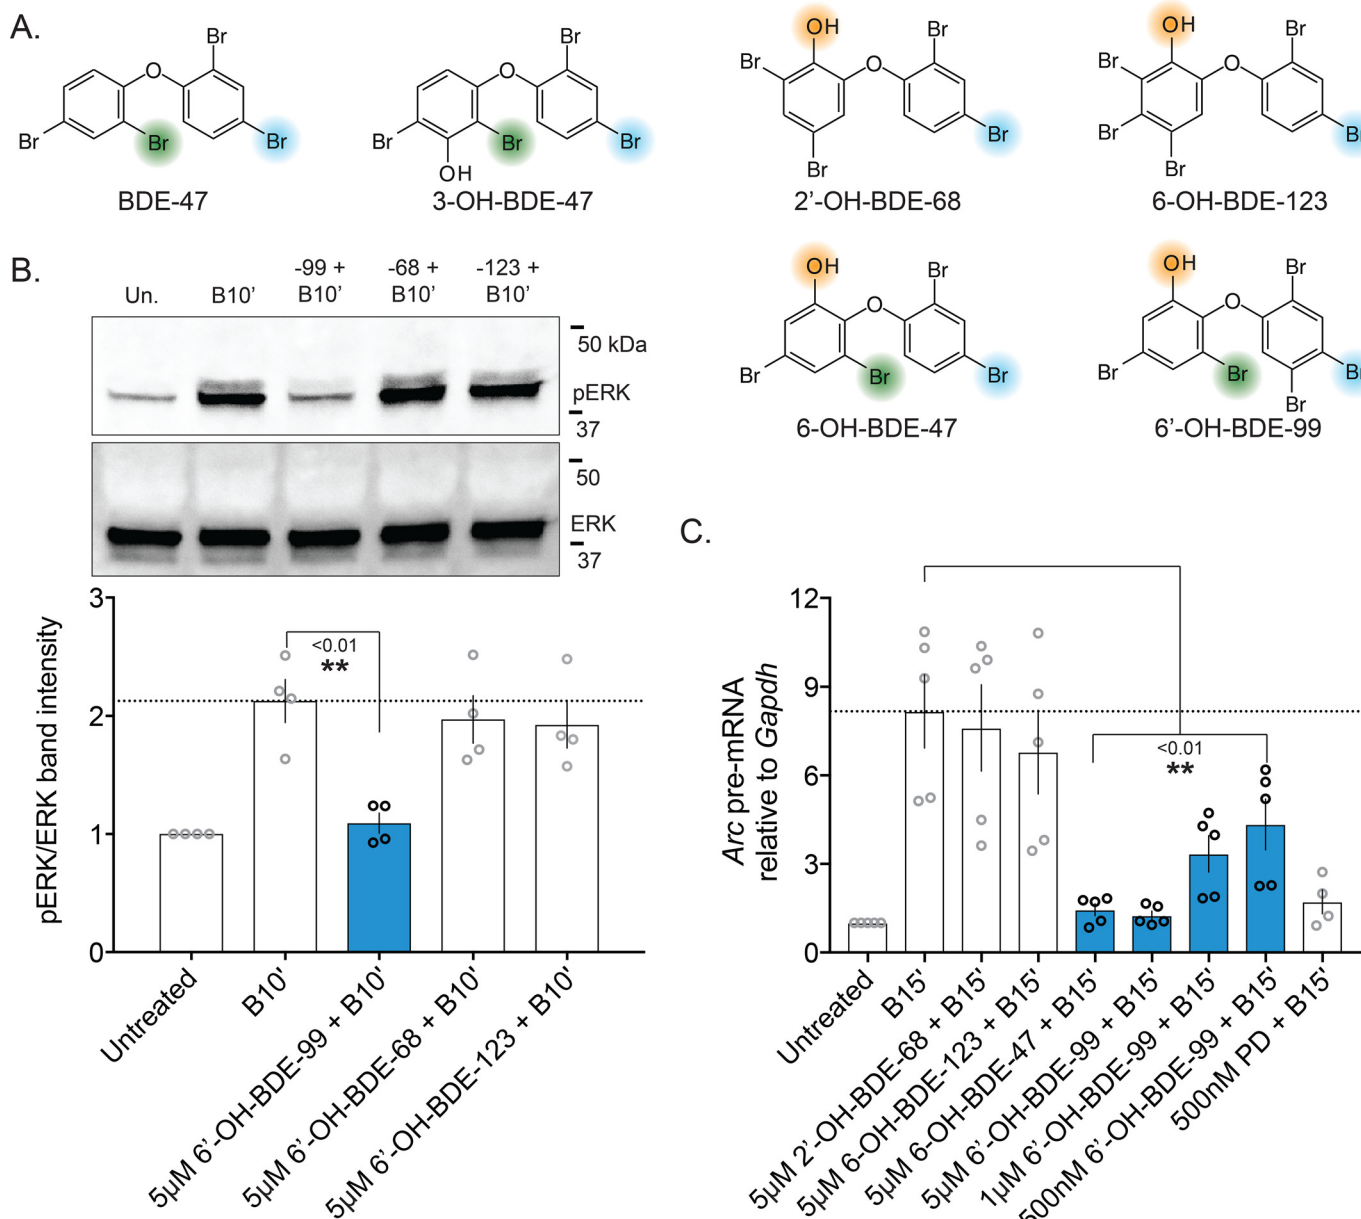 A.
Br
O
Br
Br
Br
BDE-47
Br
O
Br
Br
Br
OH
3-OH-BDE-47
OH
Br
Br
O
Br
Br
2’-OH-BDE-68
OH
Br
Br
O
Br
Br
Br
6-OH-BDE-123
OH
Br
O
Br
Br
Br
6-OH-BDE-47
OH
Br
O
Br
Br
Br
Br
6’-OH-BDE-99
B.
-99 + -68 + -123 +
Un. B10’ B10’ B10’ B10’
50 kDa
pERK
37
50
ERK
37
pERK/ERK band intensity
3
2
1
0
<0.01
**
Untreated
B10'
5µM 6’-OH-BDE-99 + B10'
5µM 6’-OH-BDE-68 + B10'
5µM 6’-OH-BDE-123 + B10'
C.
Arc pre-mRNA
relative to Gapdh
12
9
6
3
0
<0.01
**
Untreated
B15'
5µM 2’-OH-BDE-68 + B15'
5µM 6-OH-BDE-123 + B15'
5µM 6-OH-BDE-47 + B15'
5µM 6’-OH-BDE-99 + B15'
1µM 6’-OH-BDE-99 + B15'
500nM 6’-OH-BDE-99 + B15'
500nM PD + B15'